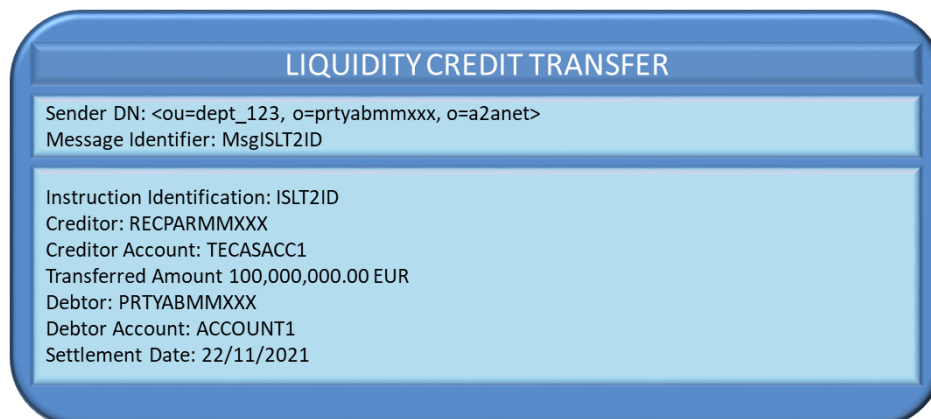 LIQUIDITY CREDIT TRANSFER
Sender DN: <ou=dept_123, o=prtyabmmxxx, o=a2anet>
Message Identifier: MsgISLT2ID
Instruction Identification: ISLT2ID
Creditor: RECPARMMXXX
Creditor Account: TECASACC1
Transferred Amount 100,000,000.00 EUR
Debtor: PRTYABMMXXX
Debtor Account: ACCOUNT1
Settlement Date: 22/11/2021